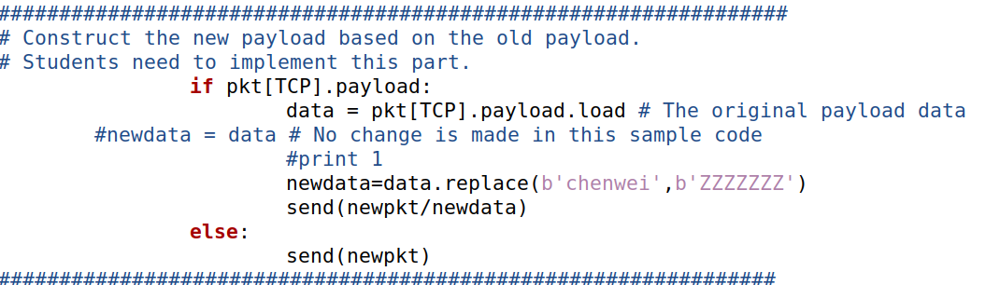 #################################################################
# Construct the new payload based on the old payload.
# Students need to implement this part.
if pkt[TCP].payload:
data = pkt[TCP].payload.load # The original payload data
#newdata = data # No change is made in this sample code
#print 1
newdata=data.replace(b'chenwei',b'ZZZZZZZ')
send(newpkt/newdata)
else:
send(newpkt)
################################################################